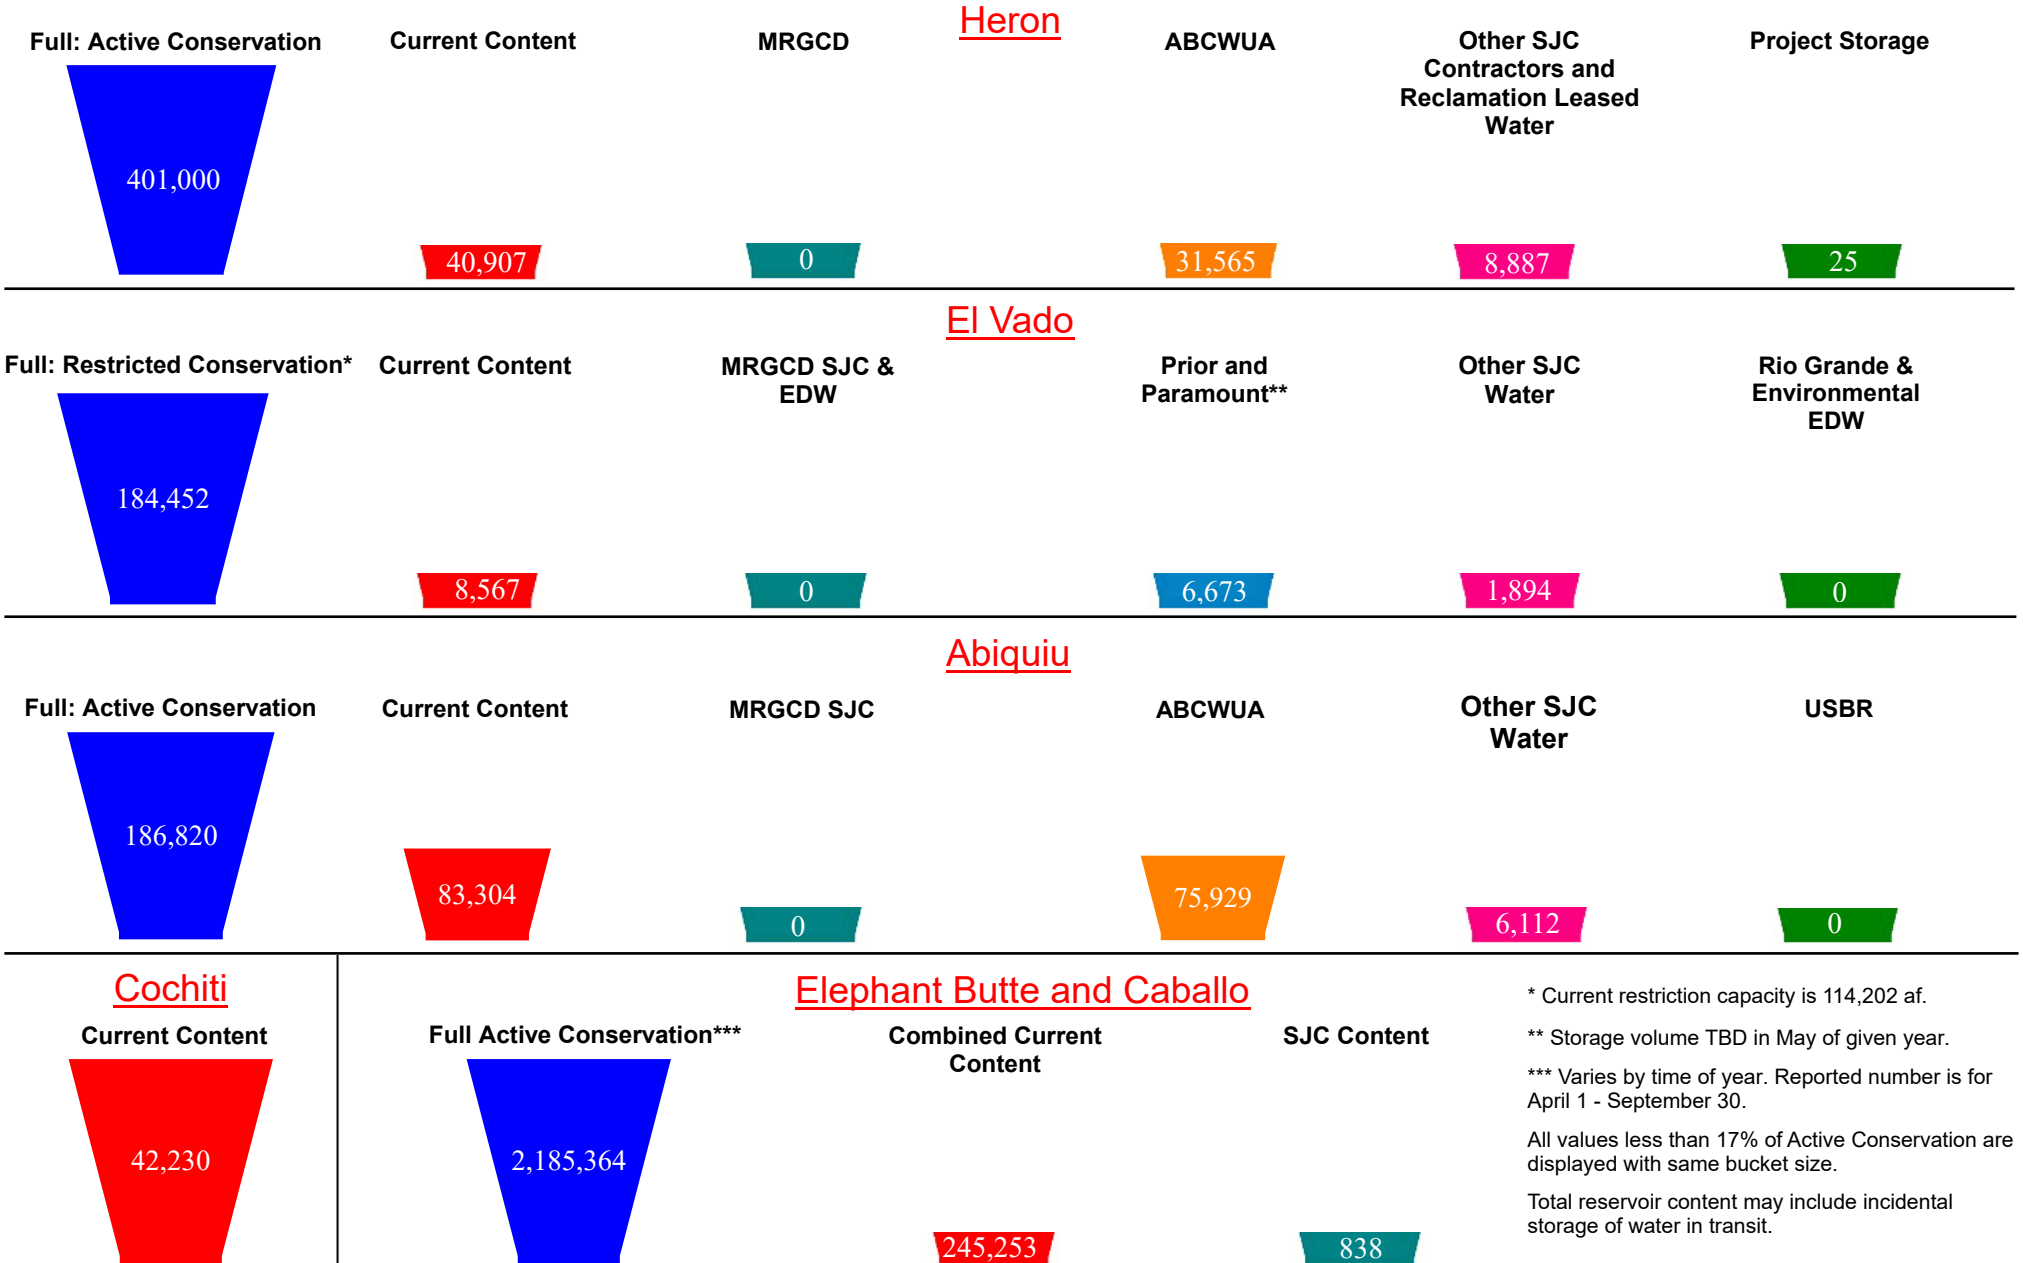 Heron
Full: Active Conservation
Current Content
MRGCD
ABCWUA
Other SJC
Contractors and
Reclamation Leased
Water
Project Storage
401,000
40,907
0
31,565
8,887
25
El Vado
Full: Restricted Conservation*
Current Content
MRGCD SJC &
EDW
Prior and
Paramount**
Other SJC
Water
Rio Grande &
Environmental
EDW
184,452
8,567
0
6,673
1,894
0
Abiquiu
Full: Active Conservation
Current Content
MRGCD SJC
ABCWUA
Other SJC
Water
USBR
186,820
83,304
0
75,929
6,112
0
Cochiti
Current Content
42,230
Elephant Butte and Caballo
Full Active Conservation***
Combined Current
Content
SJC Content
2,185,364
245,253
838
* Current restriction capacity is 114,202 af.
** Storage volume TBD in May of given year.
*** Varies by time of year. Reported number is for
April 1 - September 30.
All values less than 17% of Active Conservation are
displayed with same bucket size.
Total reservoir content may include incidental
storage of water in transit.